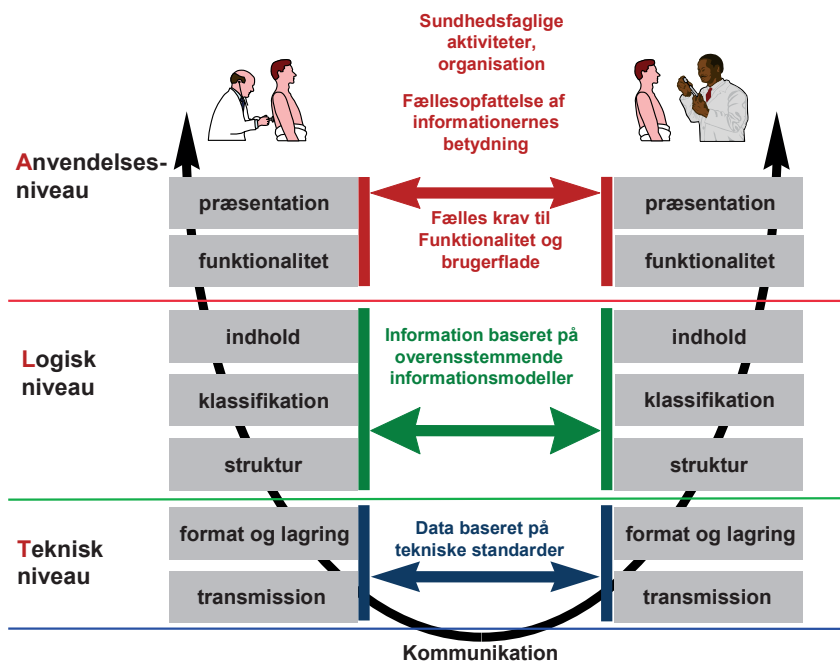 Sundhedsfaglige
aktiviteter,
organisation
Fællesopfattelse af
informationernes
betydning
Anvendelses-
niveau
præsentation
funktionalitet
Fælles krav til
Funktionalitet og
brugerflade
præsentation
funktionalitet
Logisk
niveau
indhold
klassifikation
struktur
Information baseret på
overensstemmende
informationsmodeller
indhold
klassifikation
struktur
Teknisk
niveau
format og lagring
transmission
Data baseret på
tekniske standarder
format og lagring
transmission
Kommunikation